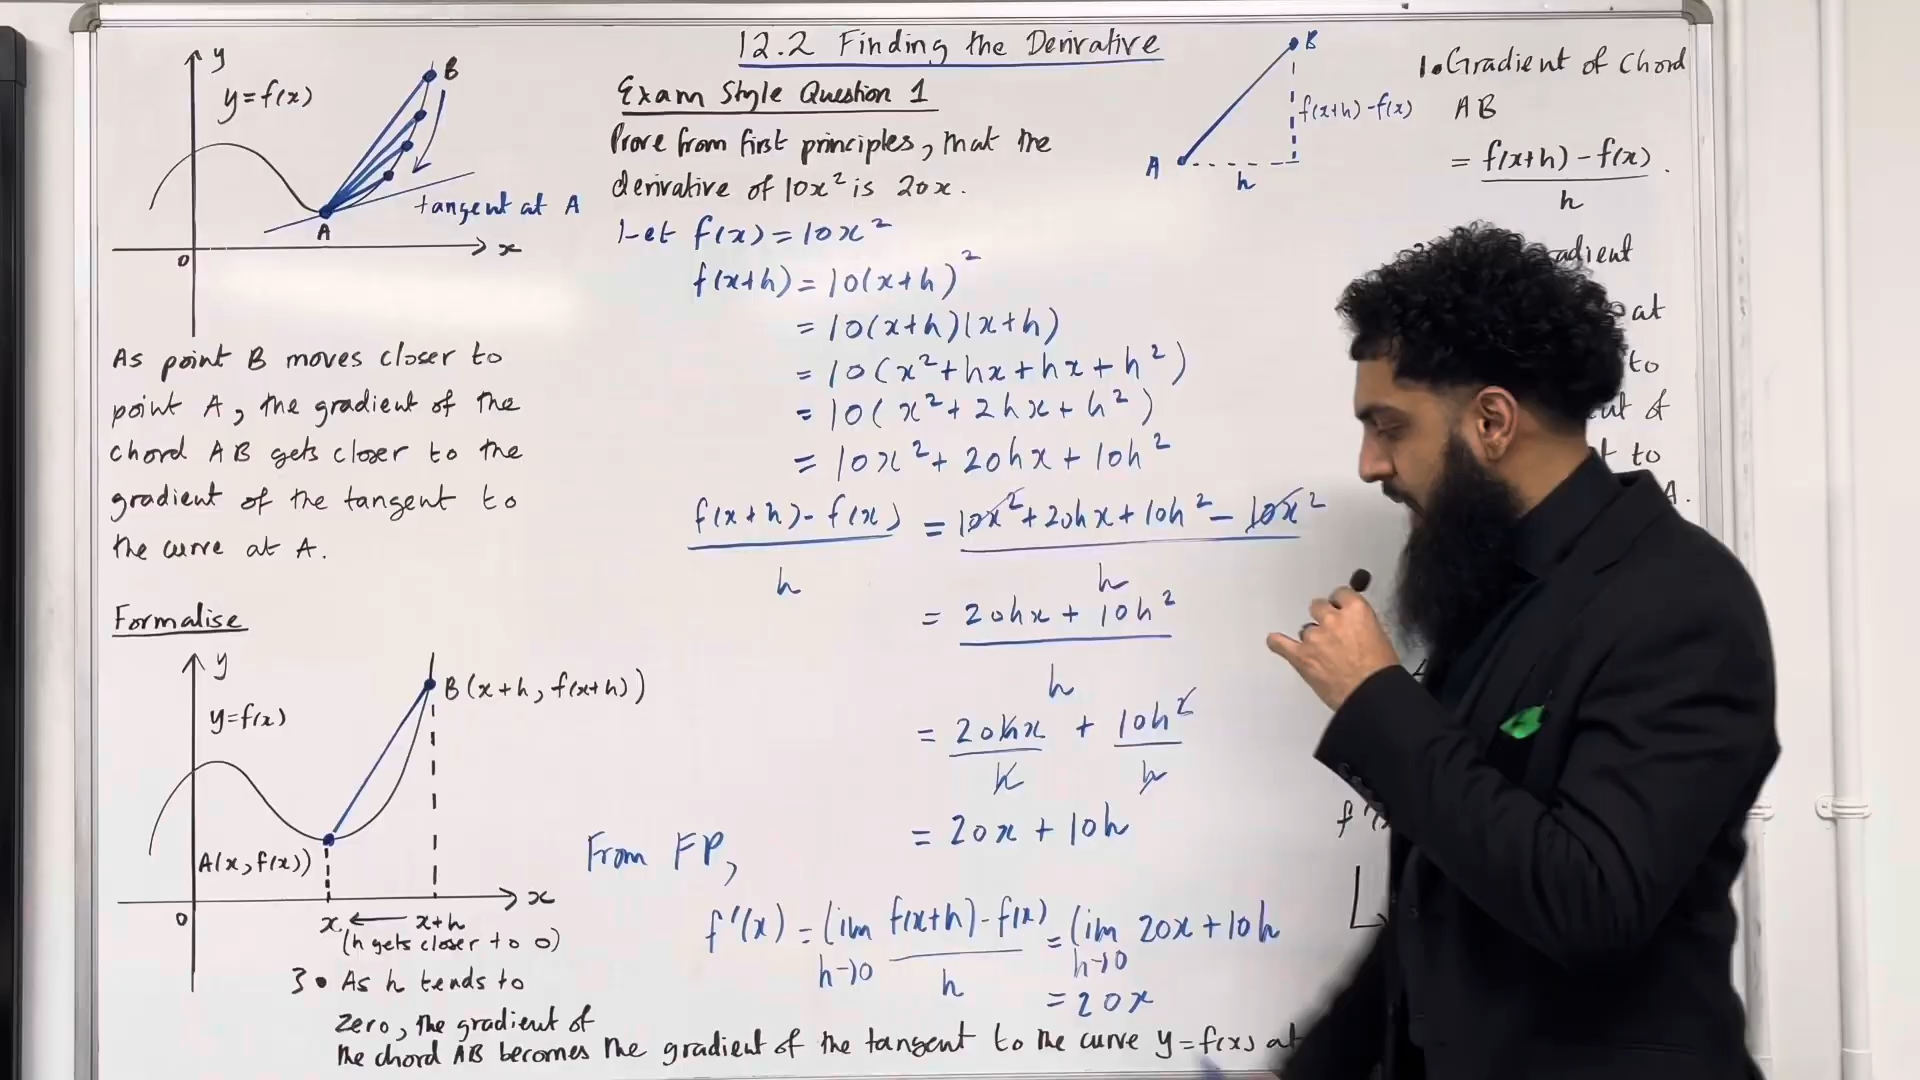 12.2 Finding the Derivative
y
y=f(x)
B
tangent at A
A
0
x
As point B moves closer to
point A, the gradient of the
chord AB gets closer to the
gradient of the tangent to
the curve at A.
Formalise
y
y=f(x)
B(x+h, f(x+h))
A(x, f(x))
0
x
x ← x+h
(h gets closer to 0)
3. As h tends to
zero, the gradient of
the chord AB becomes the gradient of the tangent to the curve y=f(x) at
Exam Style Question 1
Prove from first principles, that the
derivative of 10x² is 20x.
Let f(x) = 10x²
f(x+h) = 10(x+h)²
= 10(x+h)(x+h)
= 10(x²+hx+hx+h²)
= 10(x²+2hx+h²)
= 10x²+20hx+10h²
f(x+h)-f(x) = 10x²+20hx+10h²-10x²
h h
= 20hx+10h²
h
= 20hx + 10h²
h h
= 20x+10h
From FP,
f'(x) = lim f(x+h)-f(x) = lim 20x+10h
h→0 h h→0
= 20x
B
f(x+h)-f(x)
A
h
1. Gradient of Chord
AB
= f(x+h)-f(x).
h
at
to
of
to
A.